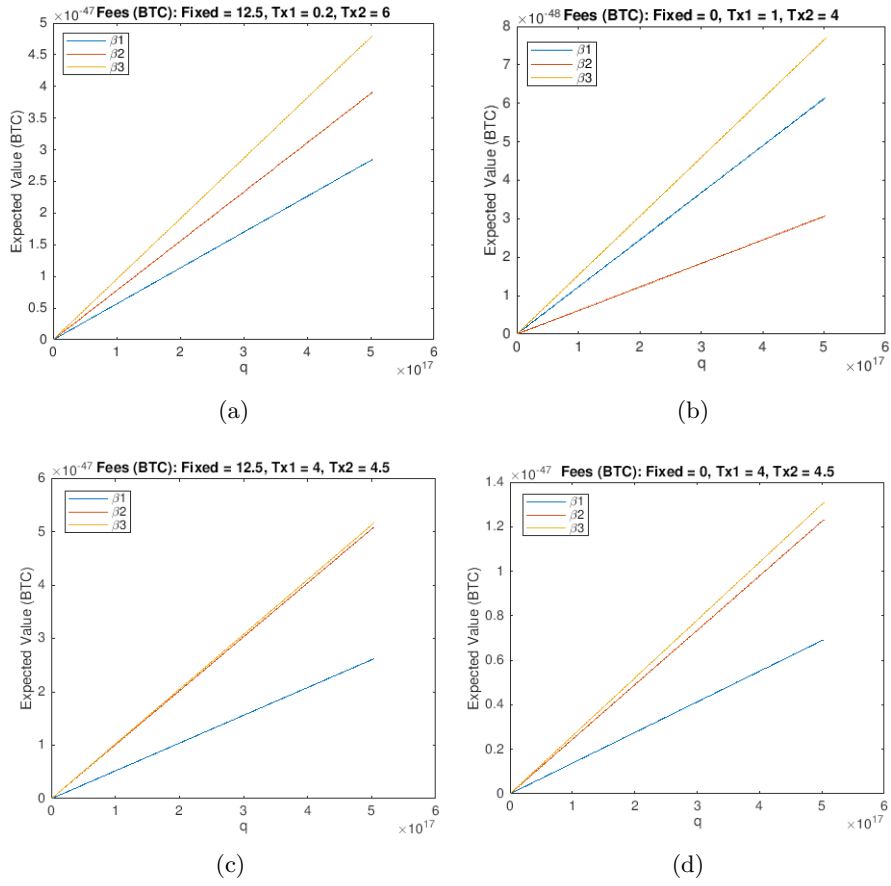 ×10-47 Fees (BTC): Fixed = 12.5, Tx1 = 0.2, Tx2 = 6
5
4.5
4
3.5
3
2.5
2
1.5
1
0.5
0
Expected Value (BTC)
β1
β2
β3
0 1 2 3 4 5 6
q
×1017
(a)
×10-48 Fees (BTC): Fixed = 0, Tx1 = 1, Tx2 = 4
8
7
6
5
4
3
2
1
0
Expected Value (BTC)
β1
β2
β3
0 1 2 3 4 5 6
q
×1017
(b)
×10-47 Fees (BTC): Fixed = 12.5, Tx1 = 4, Tx2 = 4.5
6
5
4
3
2
1
0
Expected Value (BTC)
β1
β2
β3
0 1 2 3 4 5 6
q
×1017
(c)
×10-47 Fees (BTC): Fixed = 0, Tx1 = 4, Tx2 = 4.5
1.4
1.2
1
0.8
0.6
0.4
0.2
0
Expected Value (BTC)
β1
β2
β3
0 1 2 3 4 5 6
q
×1017
(d)